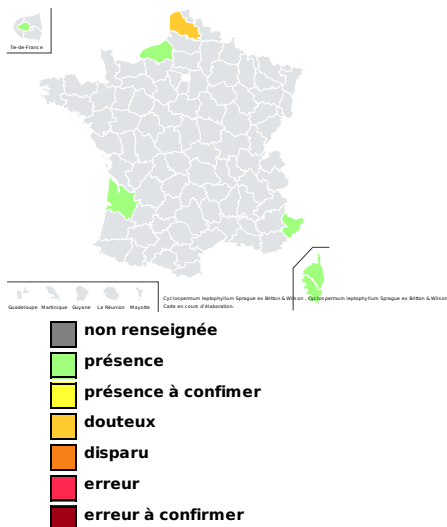 Île-de-France
Guadeloupe Martinique Guyane La Réunion Mayotte
Cyclospermum leptophyllum Sprague ex Britton & Wilson , Cyclospermum leptophyllum Sprague ex Britton & Wilson
Carte en cours d'élaboration.
non renseignée
présence
présence à confimer
douteux
disparu
erreur
erreur à confirmer